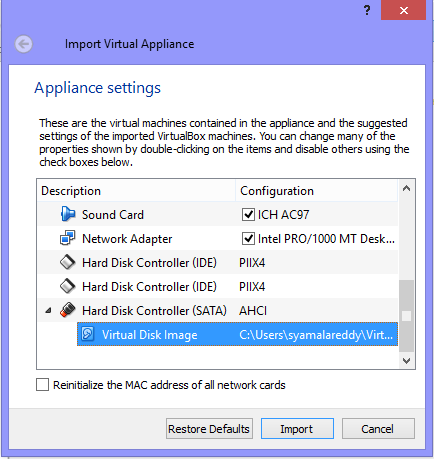 ?
Import Virtual Appliance
Appliance settings
These are the virtual machines contained in the appliance and the suggested
settings of the imported VirtualBox machines. You can change many of the
properties shown by double-clicking on the items and disable others using the
check boxes below.
Description Configuration
Sound Card ICH AC97
Network Adapter Intel PRO/1000 MT Desk...
Hard Disk Controller (IDE) PIIX4
Hard Disk Controller (IDE) PIIX4
Hard Disk Controller (SATA) AHCI
Virtual Disk Image C:\Users\syamalareddy\Virt...
Reinitialize the MAC address of all network cards
Restore Defaults Import Cancel